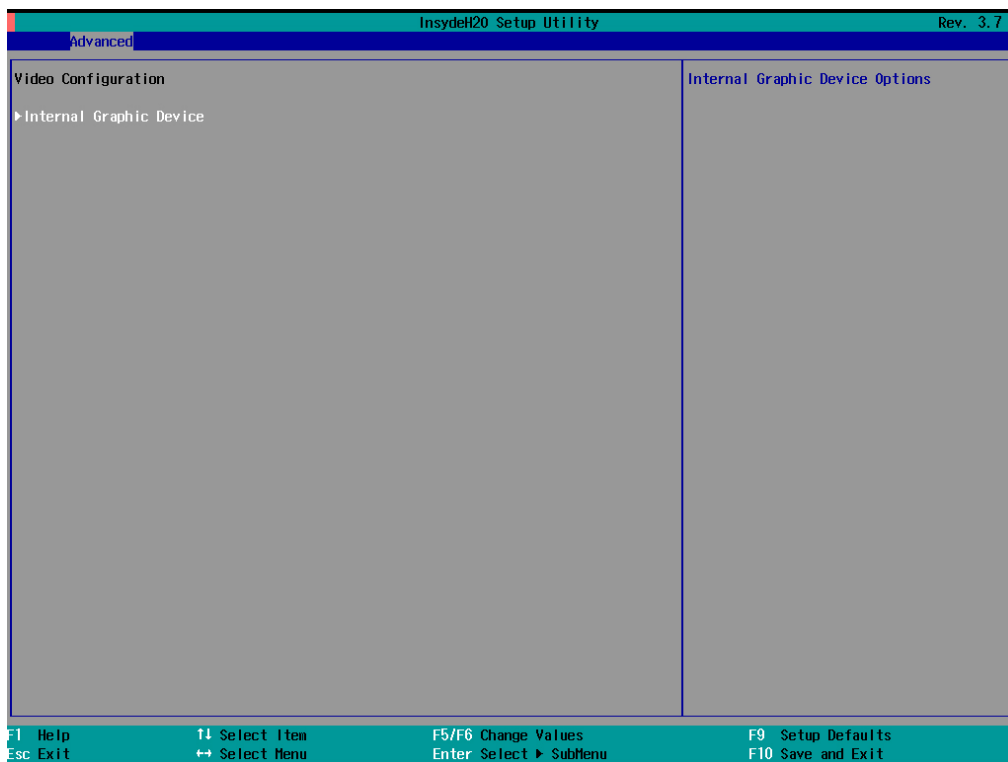 InsydeH20 Setup Utility Rev. 3.7
Advanced
Video Configuration
Internal Graphic Device Options
▶Internal Graphic Device
F1 Help ↑↓ Select Item F5/F6 Change Values F9 Setup Defaults
Esc Exit ↔ Select Menu Enter Select ▶ SubMenu F10 Save and Exit